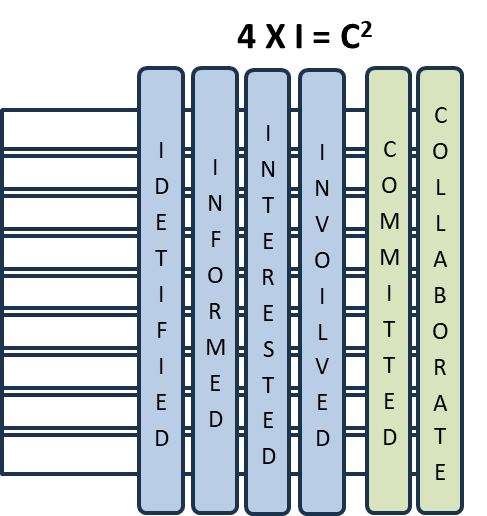 4 X I = C²
IDETIFIED
INFORMED
INTERESTED
INVOILVED
COMMITTED
COLLABORATE